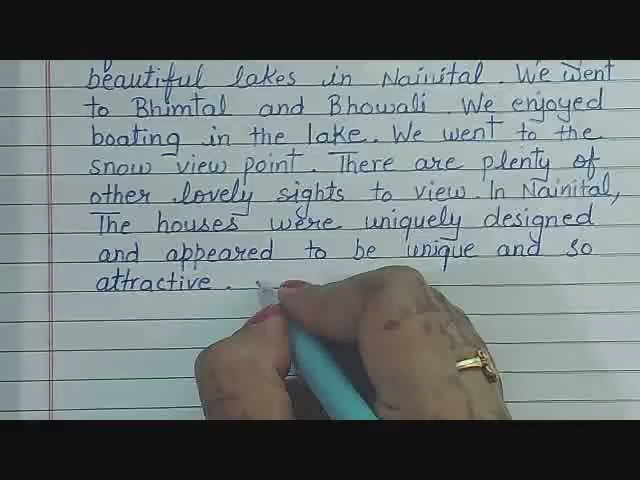 beautiful lakes in Nainital. We went
to Bhimtal and Bhowali. We enjoyed
boating in the lake. We went to the
snow view point. There are plenty of
other lovely sights to view. In Nainital,
The houses were uniquely designed
and appeared to be unique and so
attractive.